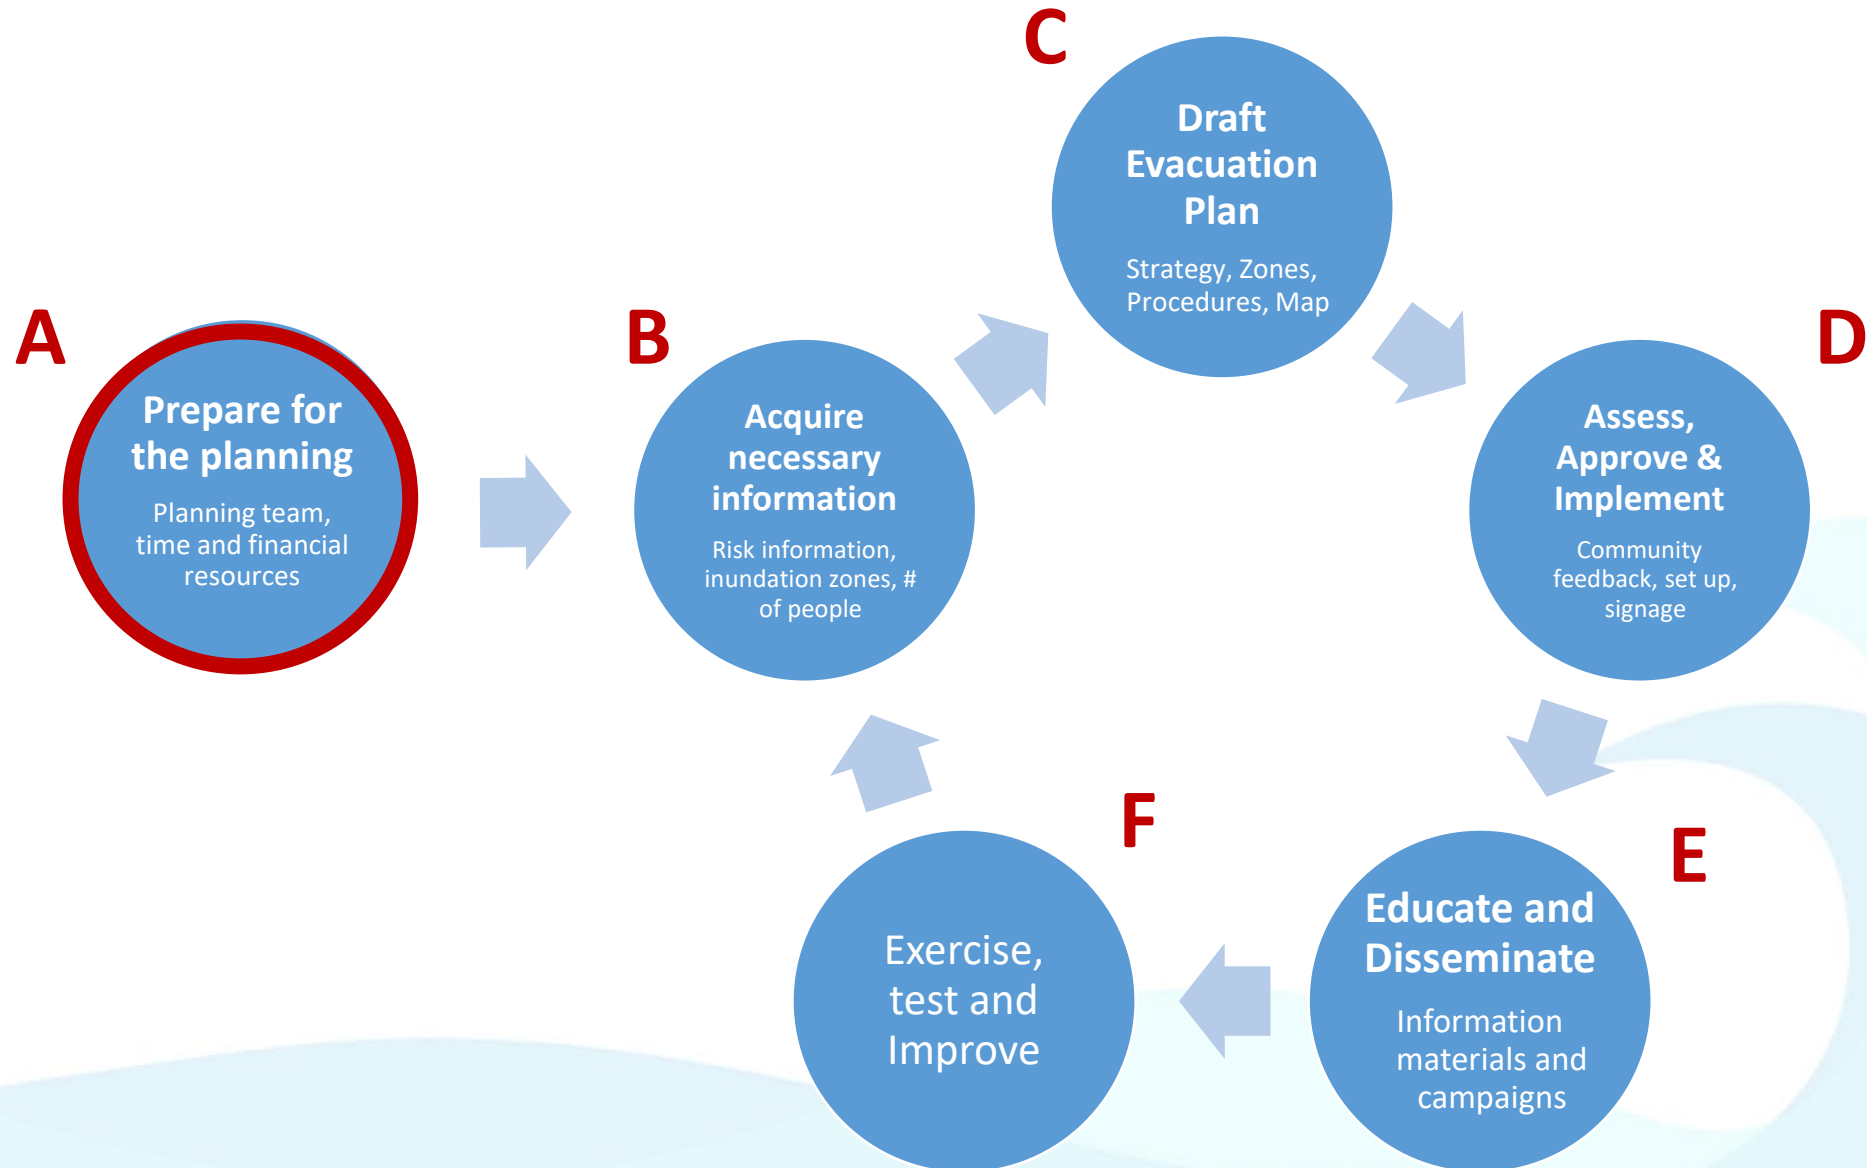 A
Prepare for
the planning
Planning team,
time and financial
resources
B
Acquire
necessary
information
Risk information,
inundation zones, #
of people
C
Draft
Evacuation
Plan
Strategy, Zones,
Procedures, Map
D
Assess,
Approve &
Implement
Community
feedback, set up,
signage
E
Educate and
Disseminate
Information
materials and
campaigns
F
Exercise,
test and
Improve